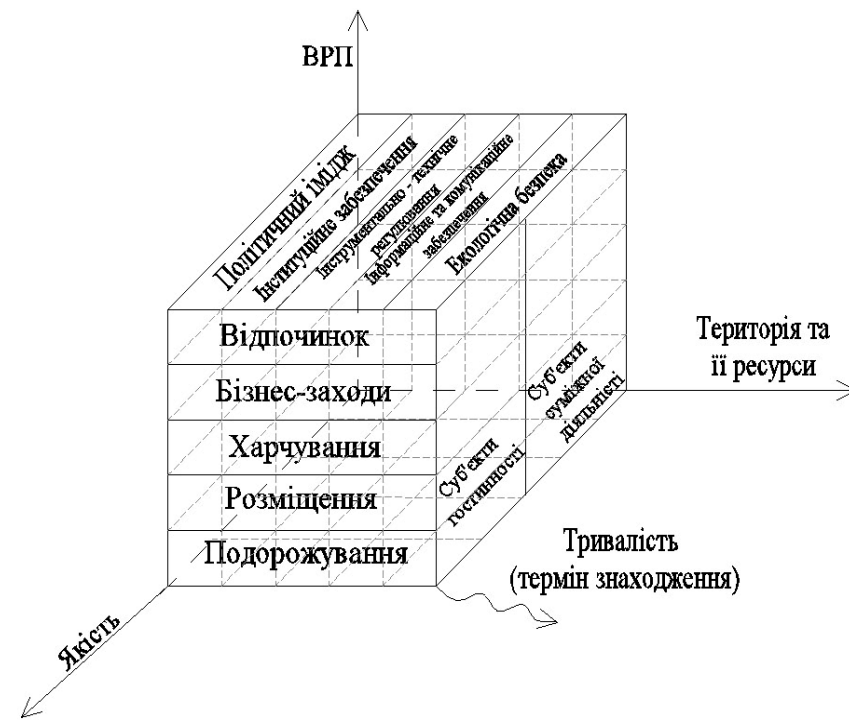 ВРП
Політичний імідж
Інституційне забезпечення
Інструментально - технічне
регулювання
Інформаційне та комунікаційне
забезпечення
Екологічна безпека
Відпочинок
Бізнес-заходи
Харчування
Розміщення
Подорожування
Суб'єкти
гостинності
Суб'єкти
суміжної
діяльності
Територія та
її ресурси
Тривалість
(термін знаходження)
Якість